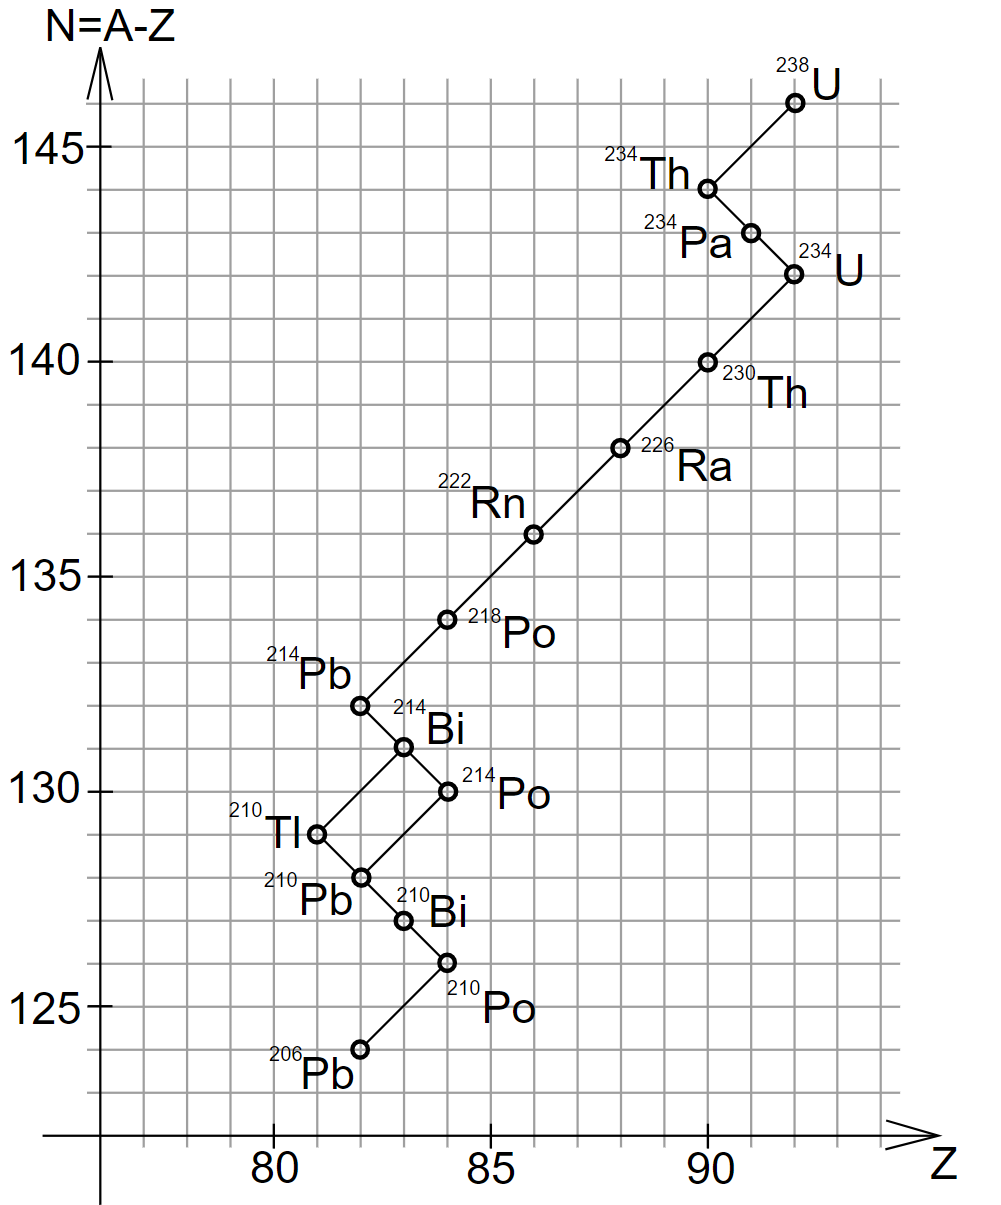 N=A-Z
238U
145
234Th
234Pa
234U
140
230Th
226Ra
222Rn
135
218Po
214Pb
214Bi
130
214Po
210Tl
210Pb
210Bi
125
210Po
206Pb
80 85 90
Z